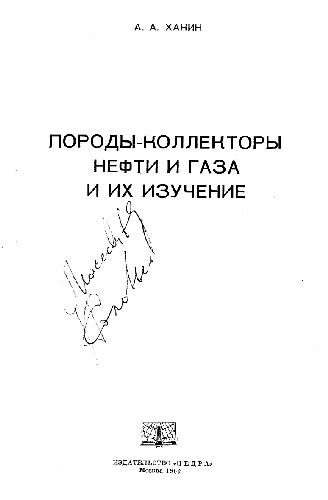 А. А. ХАНИН
ПОРОДЫ-КОЛЛЕКТОРЫ
НЕФТИ И ГАЗА
И ИХ ИЗУЧЕНИЕ
ИЗДАТЕЛЬСТВО «НЕДРА»
Москва